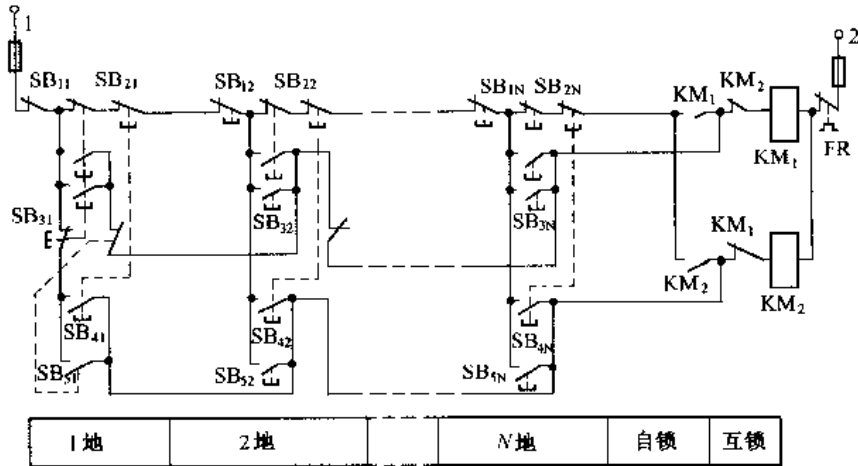 1
2
SB₁₁
SB₂₁
SB₁₂
SB₂₂
SB₁N
SB₂N
KM₁
KM₂
KM₁
FR
SB₃₁
SB₃₂
SB₃N
KM₁
KM₂
KM₂
SB₄₁
SB₄₂
SB₄N
SB₅₁
SB₅₂
SB₅N
1地 2地 N地 自锁 互锁